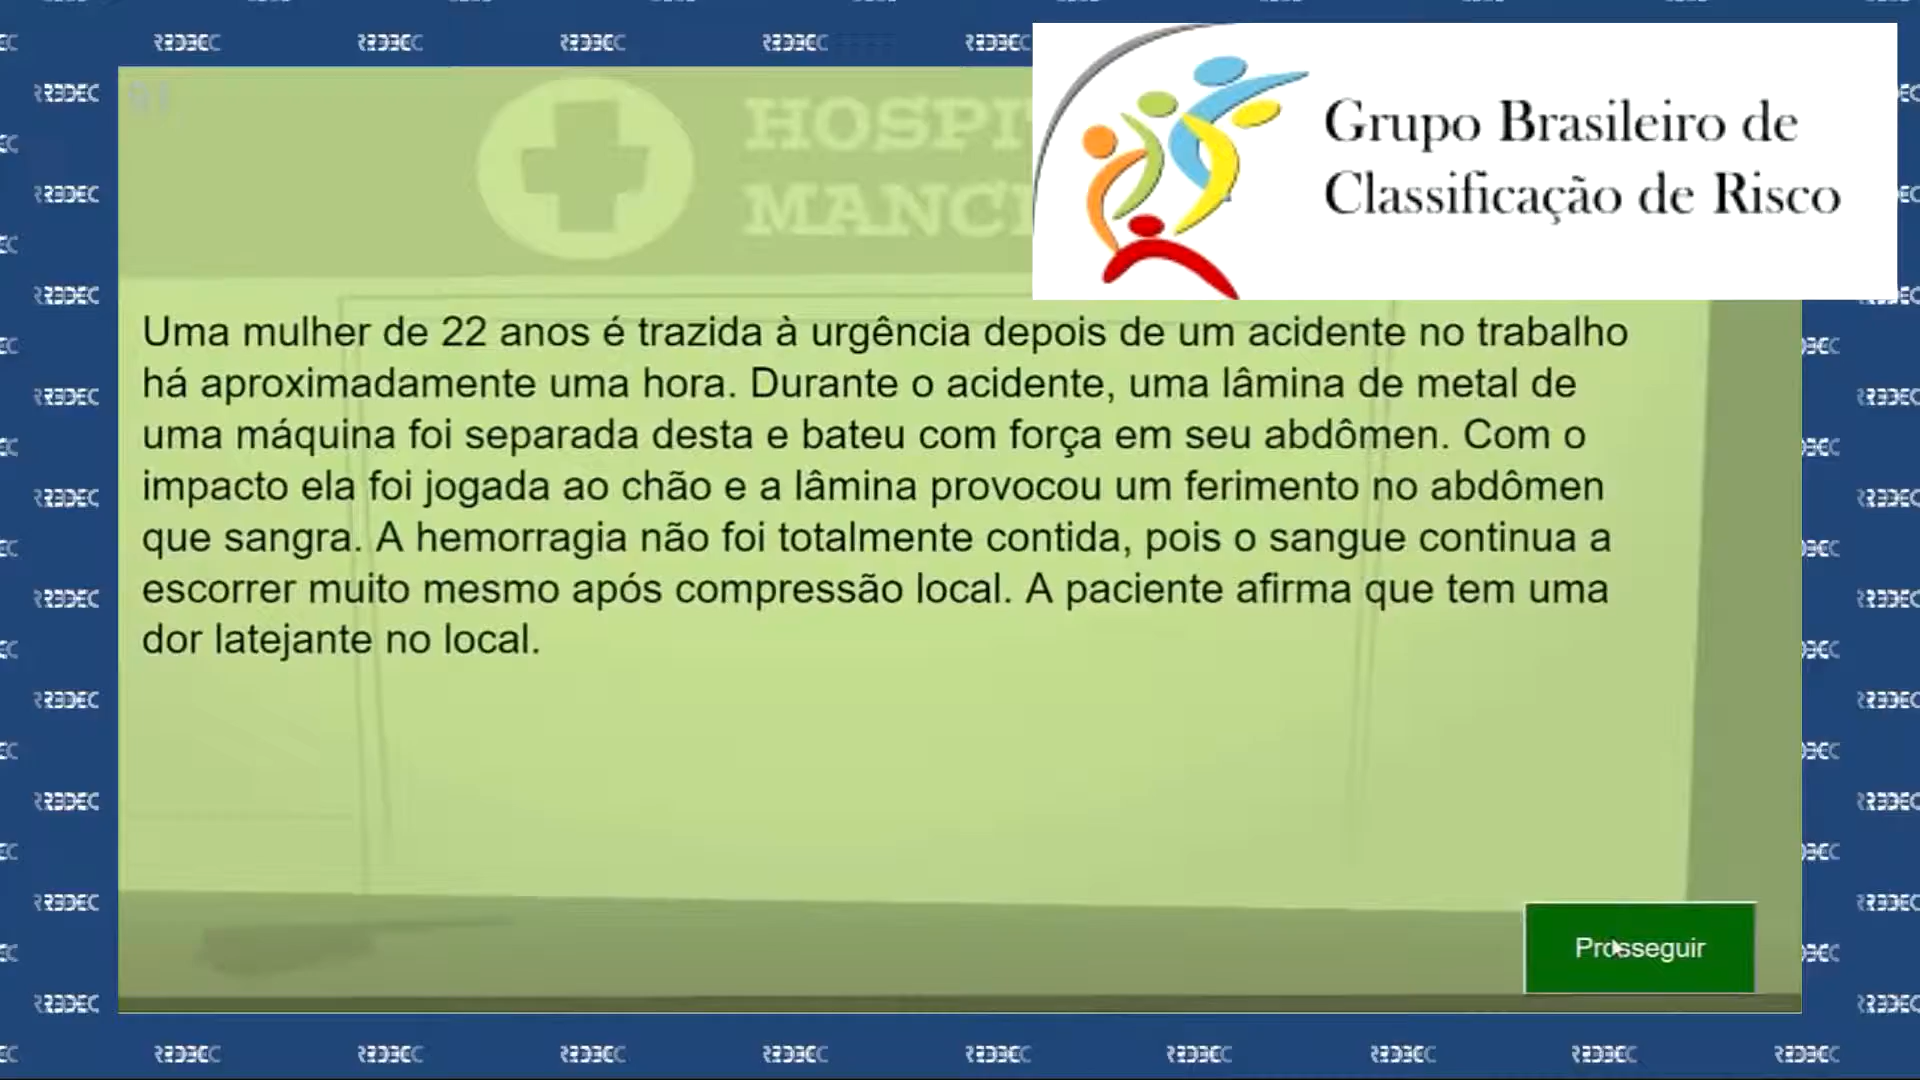 Grupo Brasileiro de
Classificação de Risco
Uma mulher de 22 anos é trazida à urgência depois de um acidente no trabalho
há aproximadamente uma hora. Durante o acidente, uma lâmina de metal de
uma máquina foi separada desta e bateu com força em seu abdômen. Com o
impacto ela foi jogada ao chão e a lâmina provocou um ferimento no abdômen
que sangra. A hemorragia não foi totalmente contida, pois o sangue continua a
escorrer muito mesmo após compressão local. A paciente afirma que tem uma
dor latejante no local.
Prosseguir